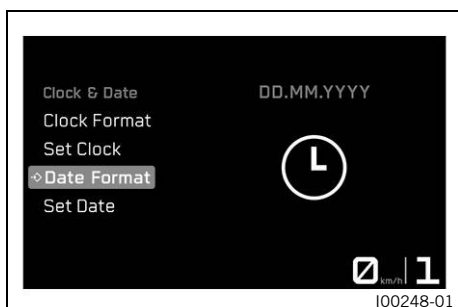 Clock & Date
DD.MM.YYYY
Clock Format
Set Clock
Date Format
Set Date
0 km/h 1
I00248-01